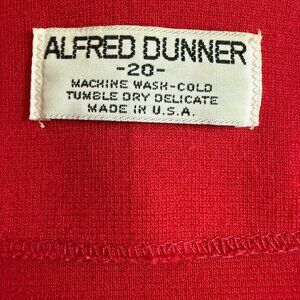 ALFRED DUNNER
-20-
MACHINE WASH-COLD
TUMBLE DRY DELICATE
MADE IN U.S.A.